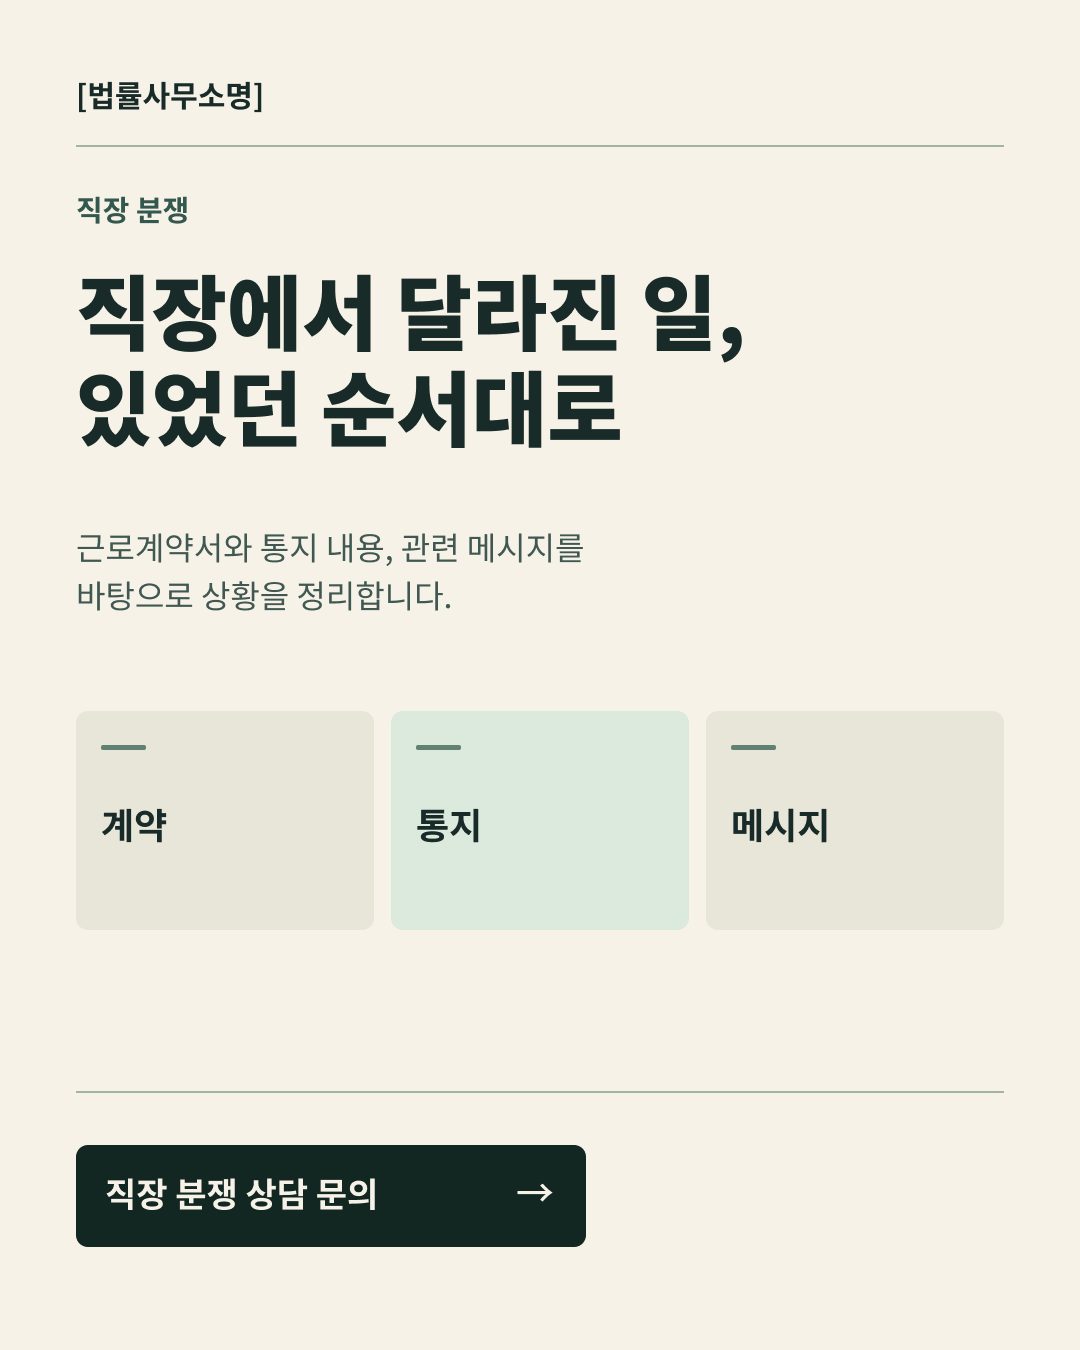 [법률사무소명]
직장 분쟁
직장에서 달라진 일,
있었던 순서대로
근로계약서와 통지 내용, 관련 메시지를
바탕으로 상황을 정리합니다.
계약
통지
메시지
직장 분쟁 상담 문의 →